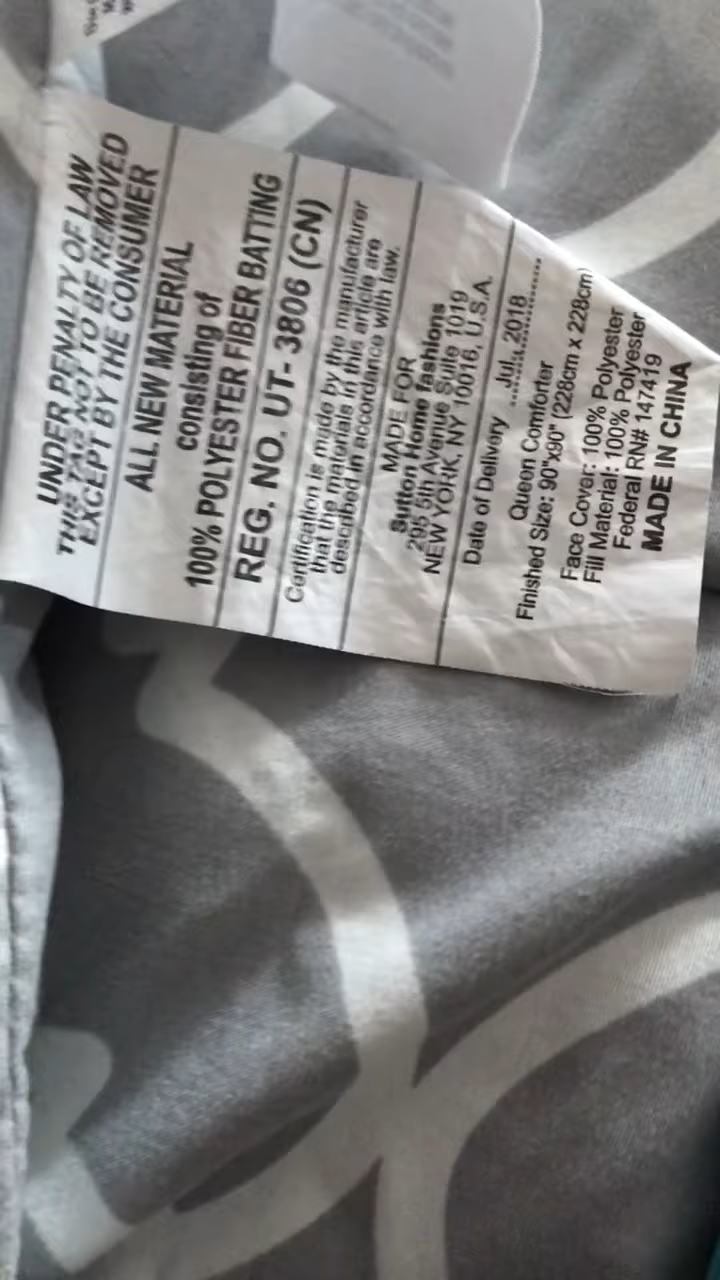 UNDER PENALTY OF LAW
THIS TAG NOT TO BE REMOVED
EXCEPT BY THE CONSUMER
ALL NEW MATERIAL
consisting of
100% POLYESTER FIBER BATTING
REG. NO. UT- 3806 (CN)
Certification is made by the manufacturer
that the materials in this article are
described in accordance with law.
MADE FOR
Sutton Home fashions
295 5th Avenue Suite 1019
NEW YORK, NY 10016, U.S.A.
Date of Delivery Jul, 2018
Queen Comforter
Finished Size: 90"x90" (228cm x 228cm)
Face Cover: 100% Polyester
Fill Material: 100% Polyester
Federal RN# 147419
MADE IN CHINA